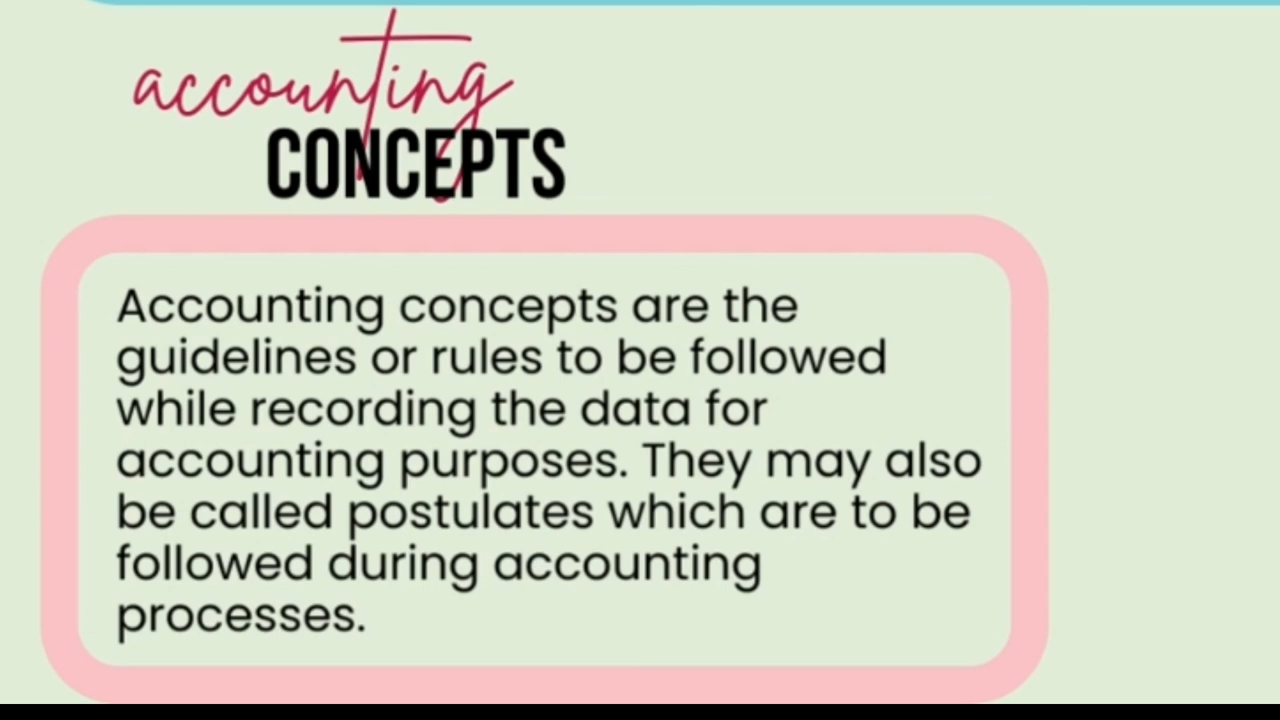 accounting
CONCEPTS
Accounting concepts are the
guidelines or rules to be followed
while recording the data for
accounting purposes. They may also
be called postulates which are to be
followed during accounting
processes.